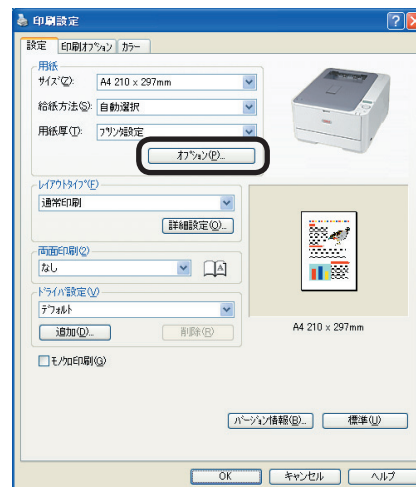 印刷設定
設定 印刷オプション カラー
用紙
サイズ(Z): A4 210 x 297mm
給紙方法(S): 自動選択
用紙厚(T): プリンタ設定
オプション(P)...
レイアウトタイプ(E)
通常印刷
詳細設定(O)...
両面印刷(2)
なし
A
ドライバ設定(V)
デフォルト
追加(D)... 削除(R)
A4 210 x 297mm
モノクロ印刷(G)
バージョン情報(B)... 標準(U)
OK キャンセル ヘルプ